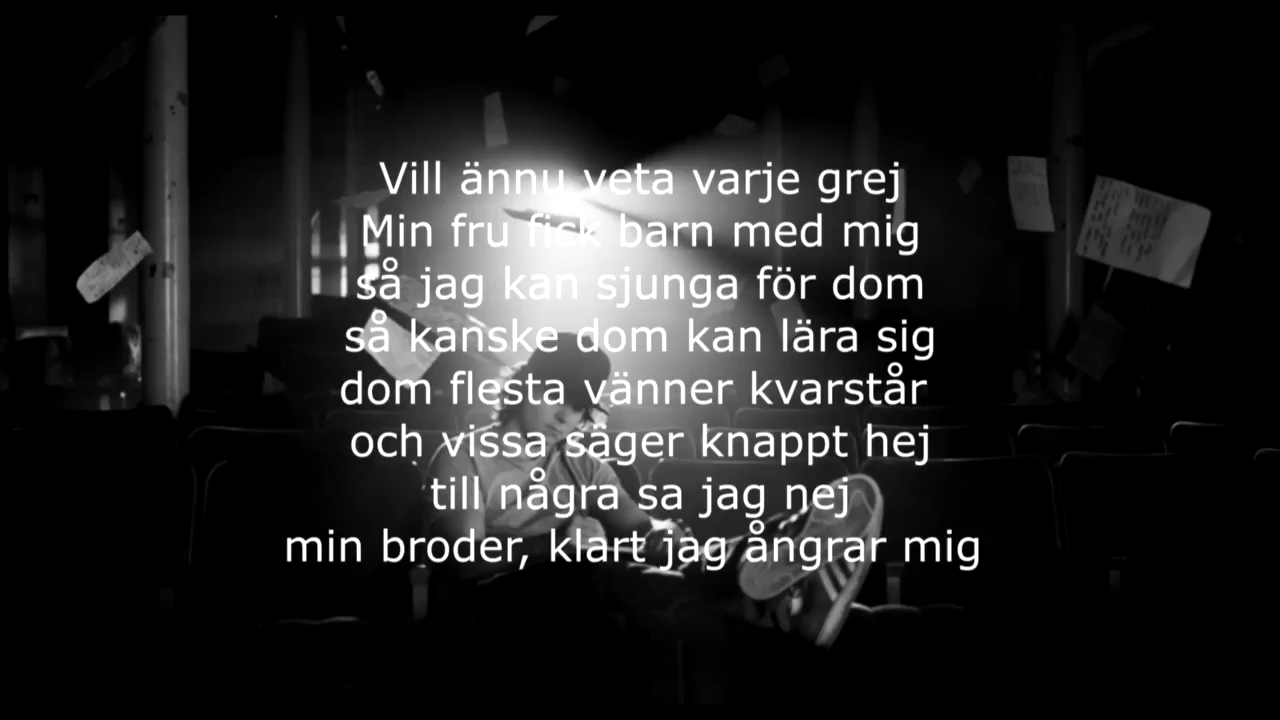 Vill ännu veta varje grej
Min fru fick barn med mig
så jag kan sjunga för dom
så kanske dom kan lära sig
dom flesta vänner kvarstår
och vissa säger knappt hej
till några sa jag nej
min broder, klart jag ångrar mig